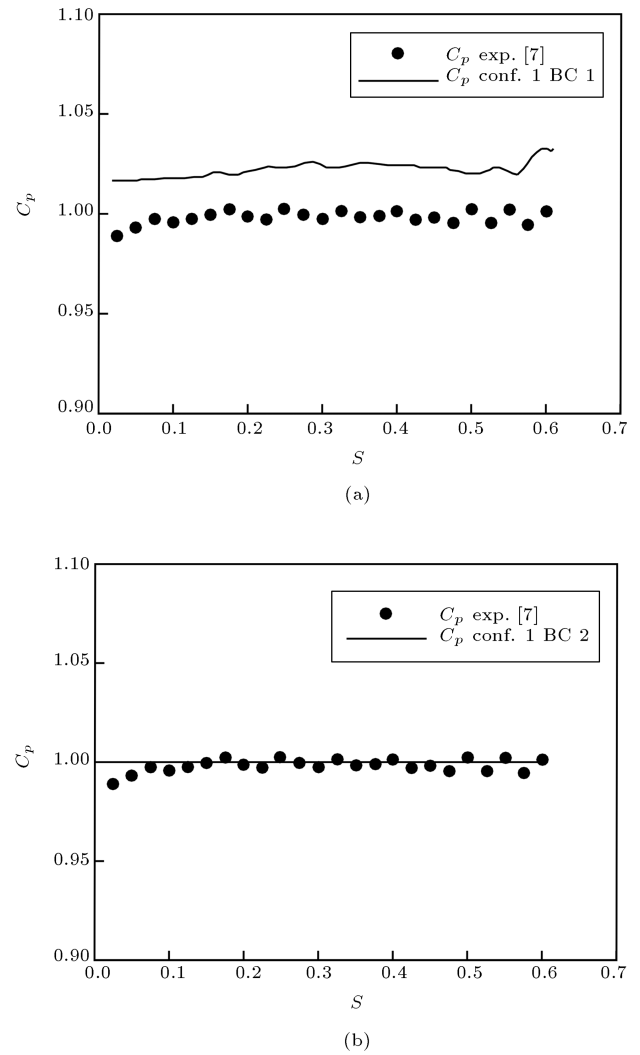 1.10
C_p exp. [7]
C_p conf. 1 BC 1
1.05
1.00
C_p
0.95
0.90
0.0 0.1 0.2 0.3 0.4 0.5 0.6 0.7
S
(a)
1.10
C_p exp. [7]
C_p conf. 1 BC 2
1.05
1.00
C_p
0.95
0.90
0.0 0.1 0.2 0.3 0.4 0.5 0.6 0.7
S
(b)